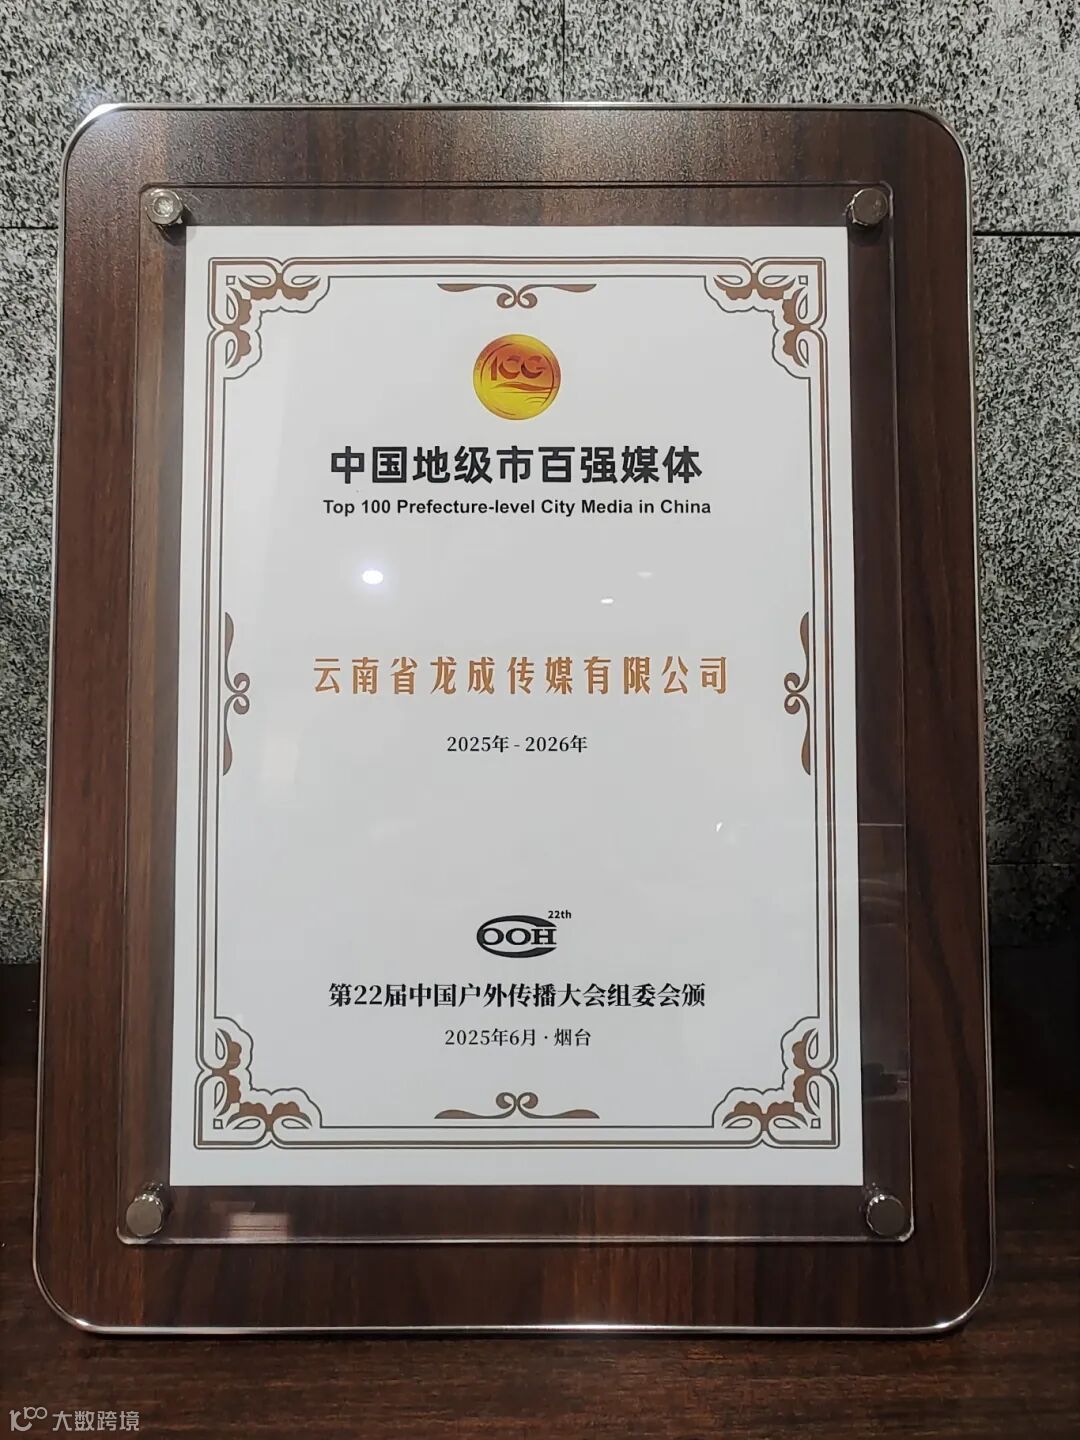 100
中国地级市百强媒体
Top 100 Prefecture-level City Media in China
云南省龙成传媒有限公司
2025年 - 2026年
22th
COOH
第22届中国户外传播大会组委会颁
2025年6月 · 烟台
大数跨境